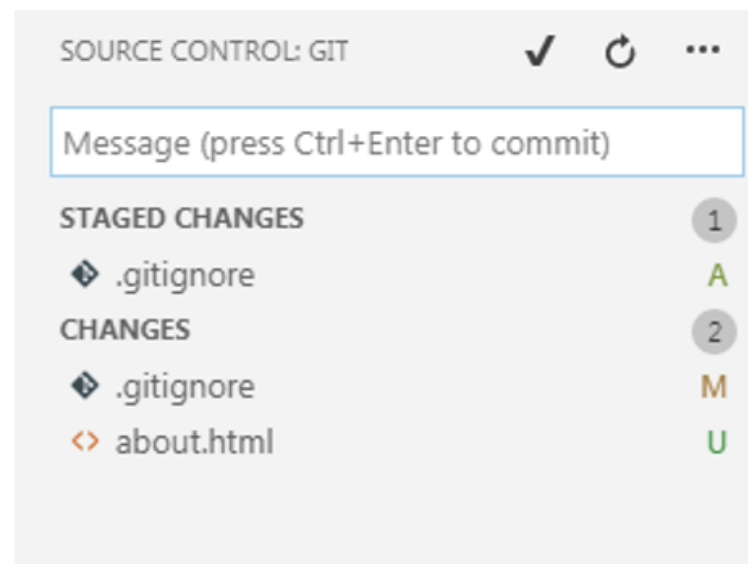 SOURCE CONTROL: GIT
Message (press Ctrl+Enter to commit)
STAGED CHANGES 1
.gitignore A
CHANGES 2
.gitignore M
about.html U